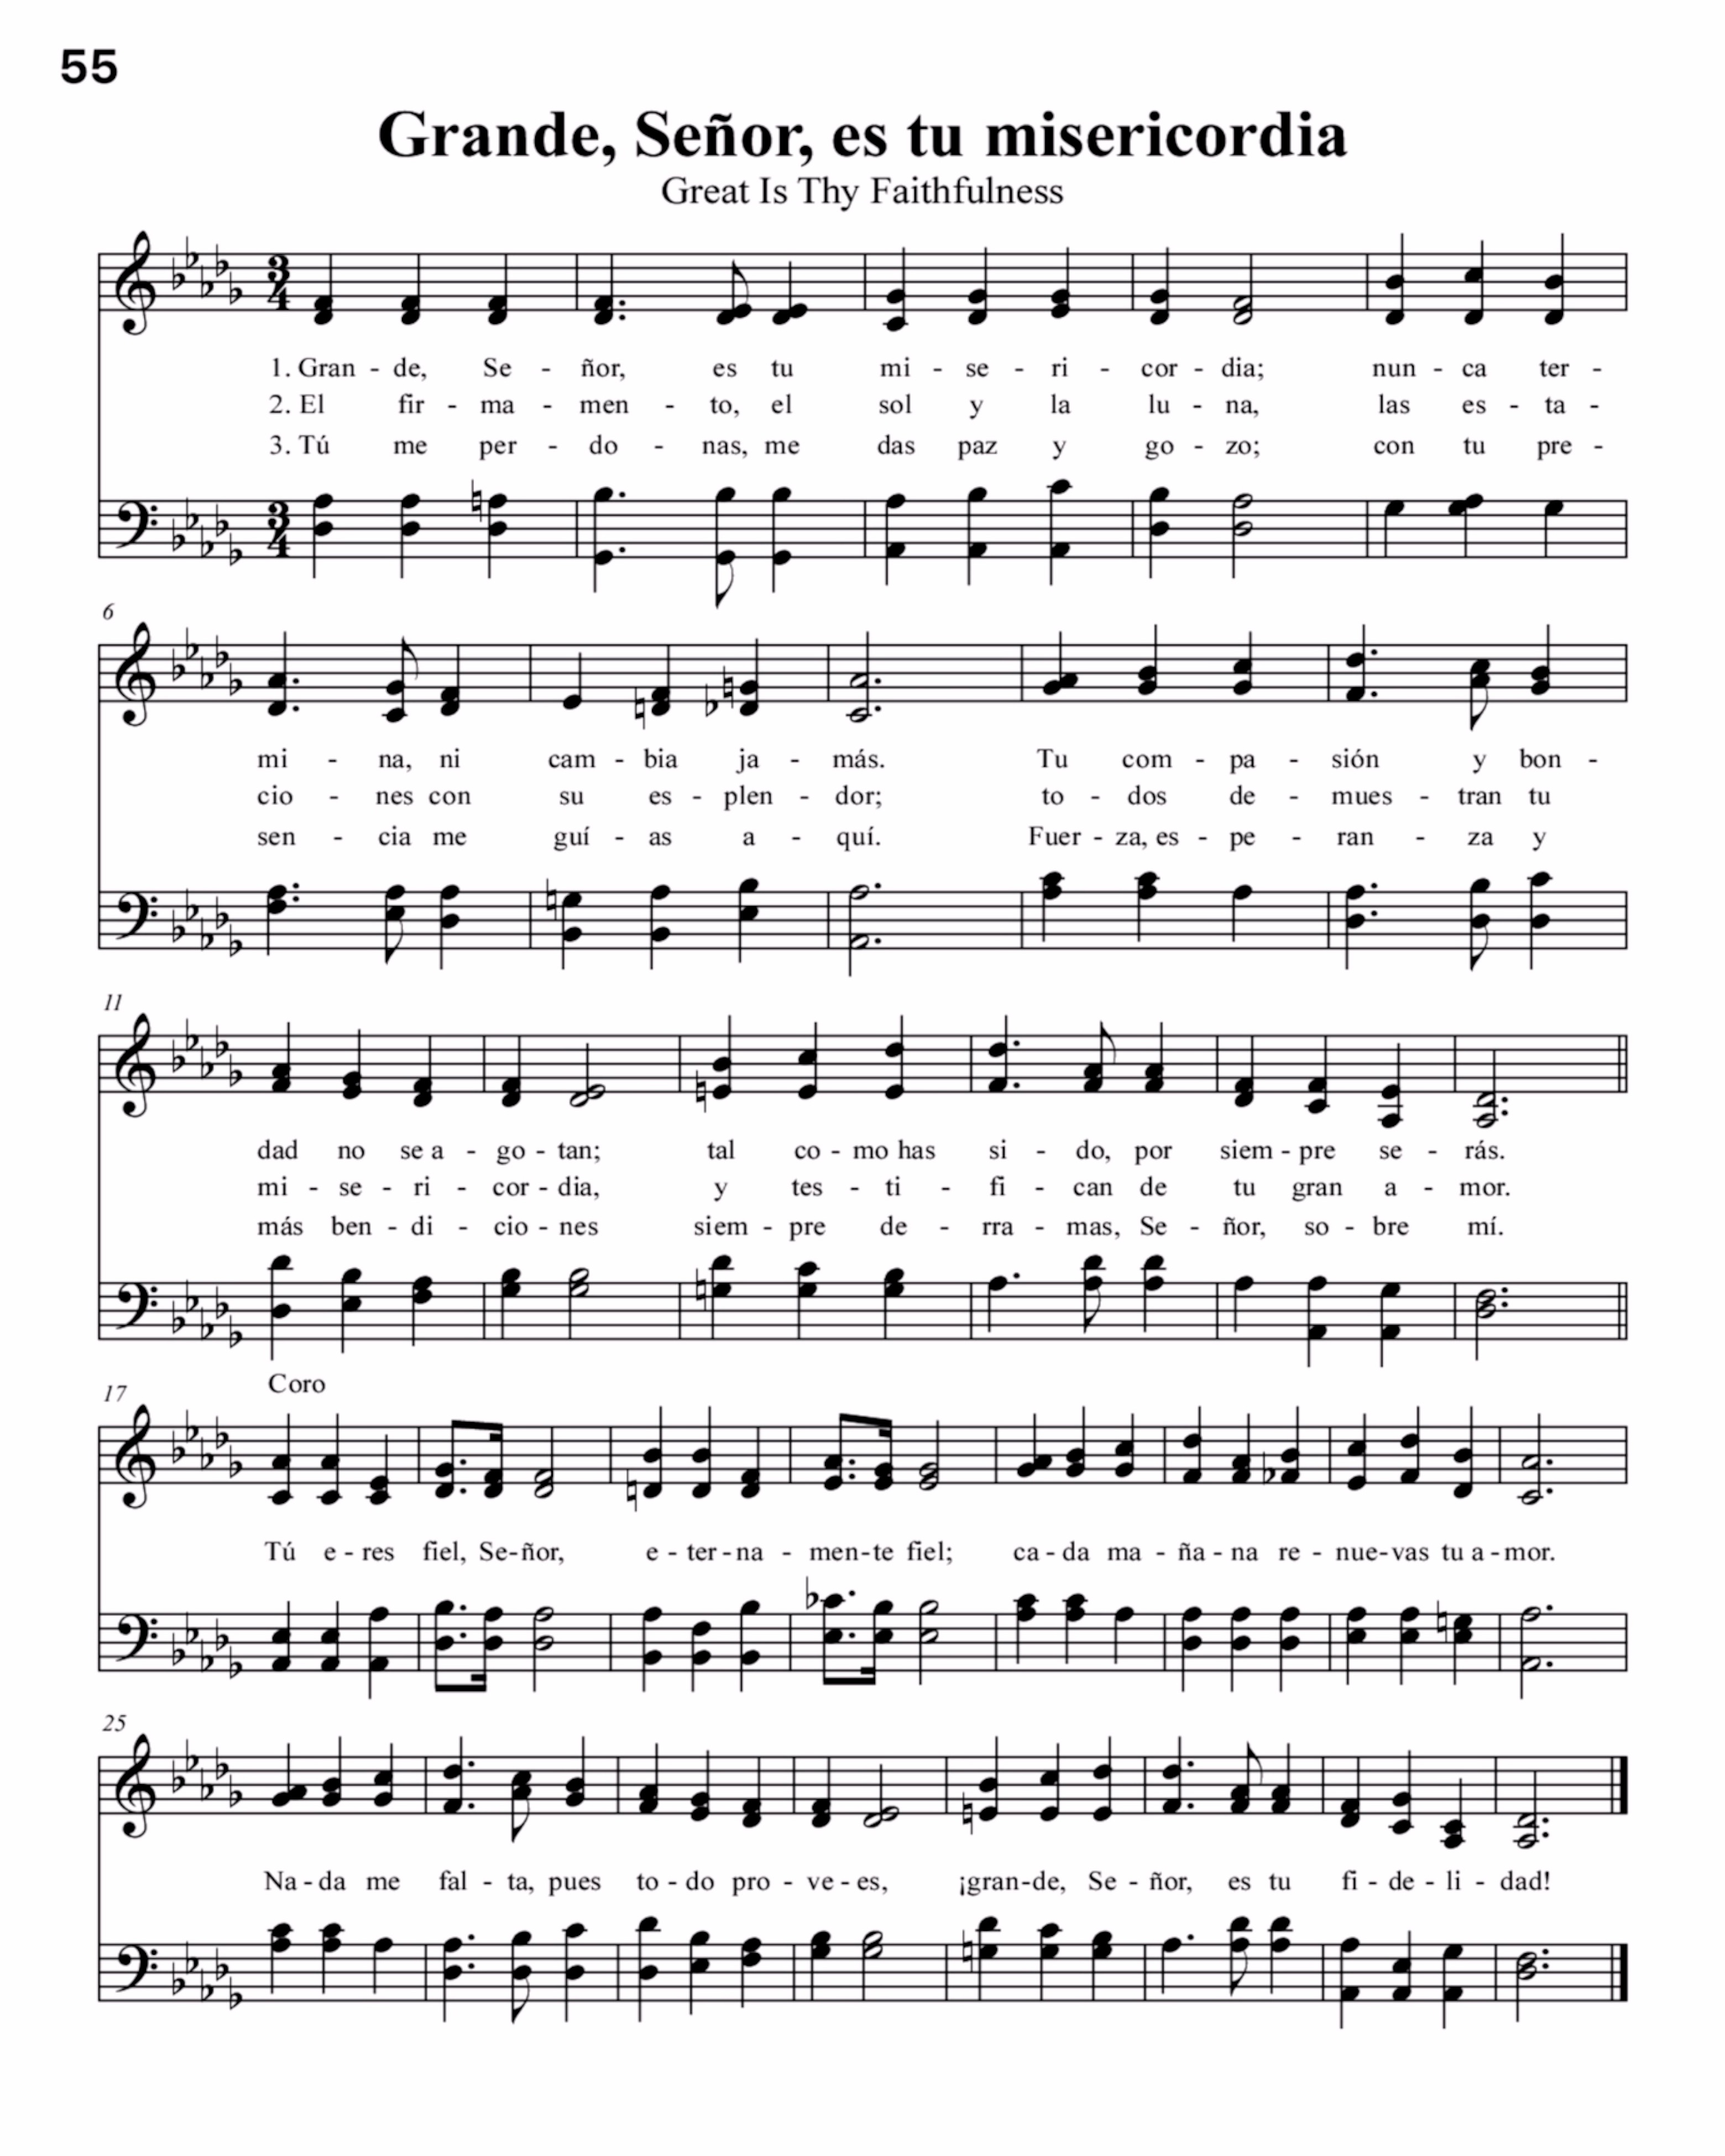 55
Grande, Señor, es tu misericordia
Great Is Thy Faithfulness
1. Gran - de, Se - ñor, es tu mi - se - ri - cor - dia; nun - ca ter -
2. El fir - ma - men - to, el sol y la lu - na, las es - ta -
3. Tú me per - do - nas, me das paz y go - zo; con tu pre -
6
mi - na, ni cam - bia ja - más. Tu com - pa - sión y bon -
cio - nes con su es - plen - dor; to - dos de - mues - tran tu
sen - cia me guí - as a - quí. Fuer - za, es - pe - ran - za y
11
dad no se a - go - tan; tal co - mo has si - do, por siem - pre se - rás.
mi - se - ri - cor - dia, y tes - ti - fi - can de tu gran a - mor.
más ben - di - cio - nes siem - pre de - rra - mas, Se - ñor, so - bre mí.
17
Coro
Tú e - res fiel, Se - ñor, e - ter - na - men - te fiel; ca - da ma - ña - na re - nue - vas tu a - mor.
25
Na - da me fal - ta, pues to - do pro - ve - es, ¡gran - de, Se - ñor, es tu fi - de - li - dad!